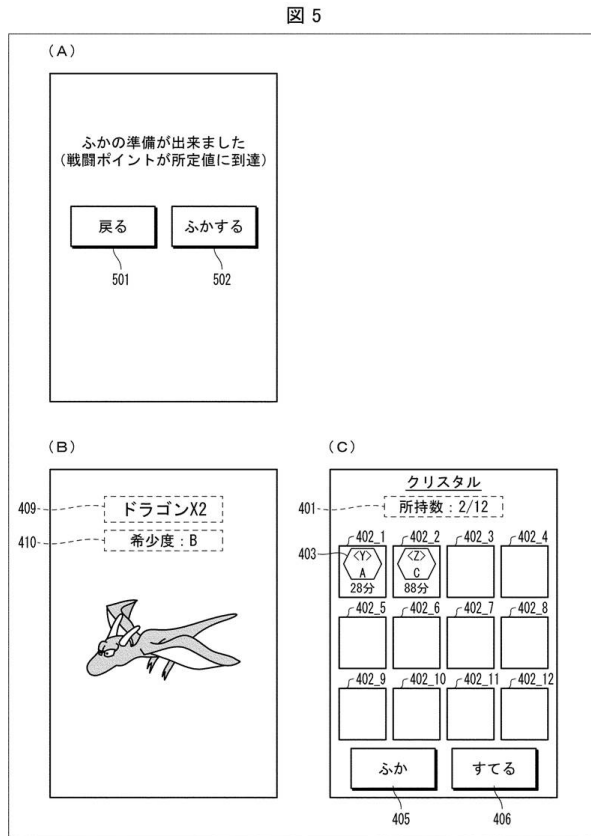 図 5
(A)
ふかの準備が出来ました
(戦闘ポイントが所定値に到達)
戻る
ふかする
501
502
(B)
409
ドラゴンX2
410
希少度:B
(C)
クリスタル
401
所持数:2/12
402_1 402_2 402_3 402_4
403
<Y> <Z>
A C
28分 88分
402_5 402_6 402_7 402_8
402_9 402_10 402_11 402_12
ふか
すてる
405
406